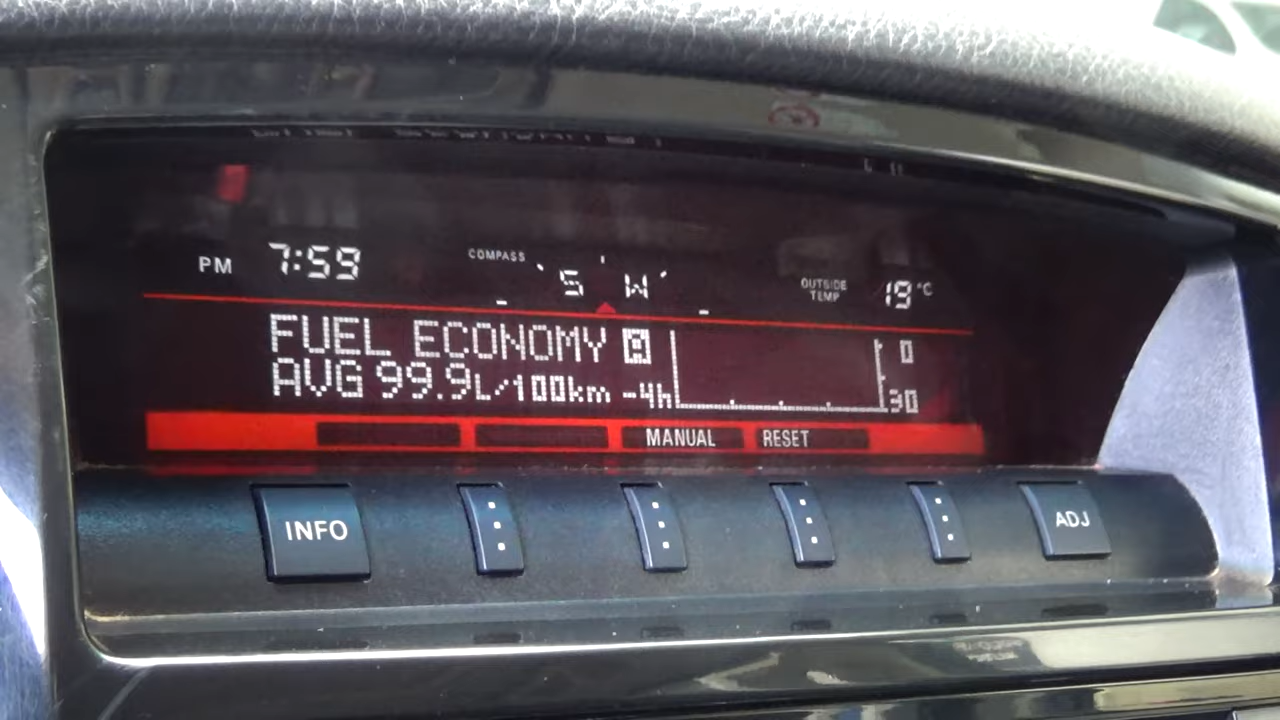 PM 7:59 COMPASS S W OUTSIDE TEMP 19°C
FUEL ECONOMY A 0
AVG 99.9L/100km -4h 30
MANUAL RESET
INFO ADJ